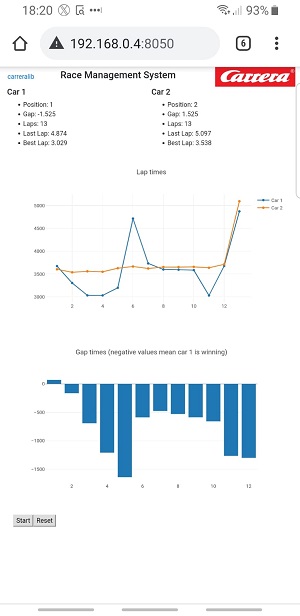 18:20 93%
192.168.0.4:8050 6
carreralib Race Management System Carrera
Car 1 Car 2
• Position: 1 • Position: 2
• Gap: -1.525 • Gap: 1.525
• Laps: 13 • Laps: 13
• Last Lap: 4.874 • Last Lap: 5.097
• Best Lap: 3.029 • Best Lap: 3.538
Lap times
Car 1
Car 2
5000
4500
4000
3500
3000
2 4 6 8 10 12
Gap times (negative values mean car 1 is winning)
0
−500
−1000
−1500
2 4 6 8 10 12
Start Reset